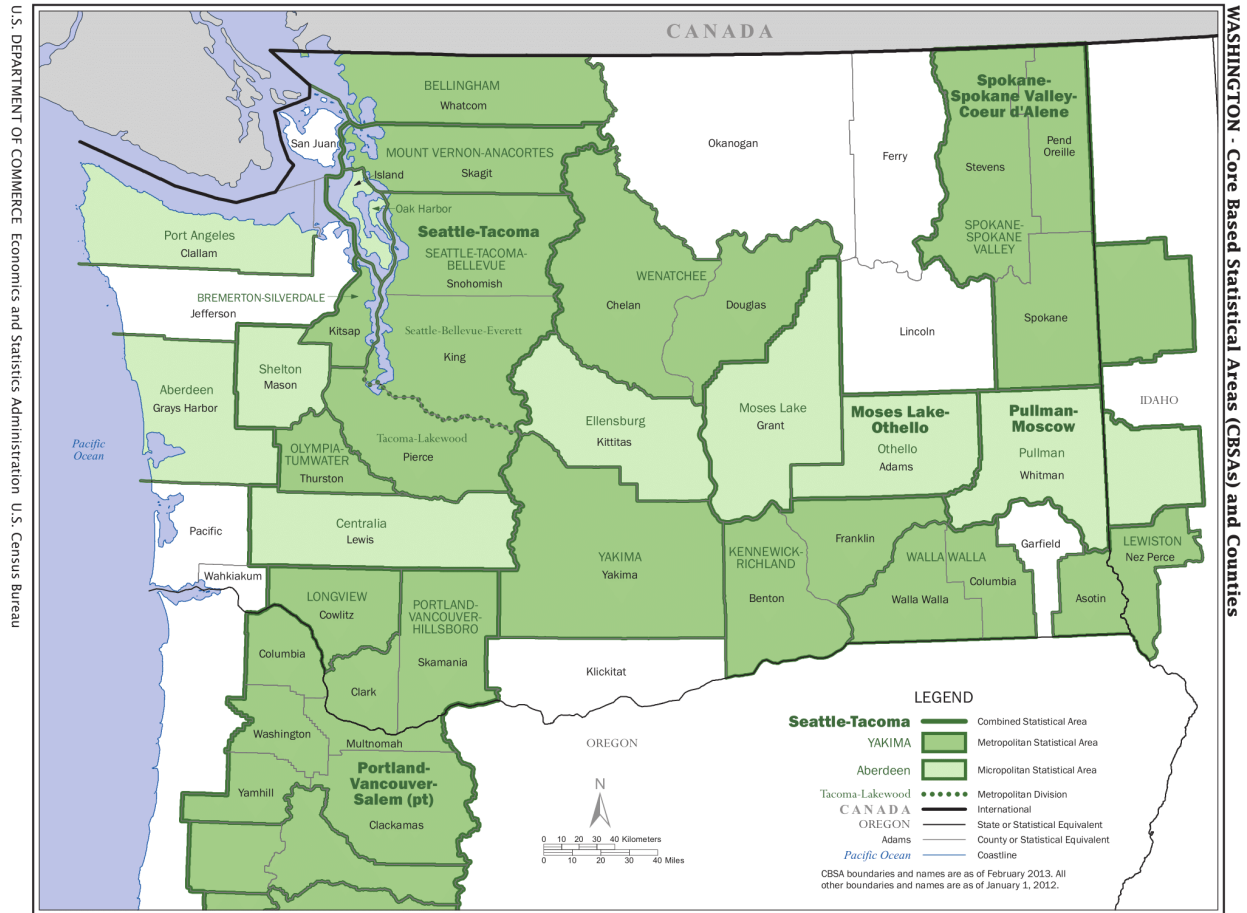 WASHINGTON - Core Based Statistical Areas (CBSAs) and Counties
U.S. DEPARTMENT OF COMMERCE Economics and Statistics Administration U.S. Census Bureau
CANADA
BELLINGHAM
Whatcom
San Juan
MOUNT VERNON-ANACORTES
Skagit
Island
Oak Harbor
Okanogan
Ferry
Spokane-
Spokane Valley-
Coeur d'Alene
Pend
Oreille
Stevens
SPOKANE-
SPOKANE
VALLEY
Spokane
Port Angeles
Clallam
Seattle-Tacoma
SEATTLE-TACOMA-
BELLEVUE
Snohomish
BREMERTON-SILVERDALE
Jefferson
Kitsap
Seattle-Bellevue-Everett
King
WENATCHEE
Chelan
Douglas
Lincoln
IDAHO
Shelton
Mason
Aberdeen
Grays Harbor
Pacific
Ocean
OLYMPIA-
TUMWATER
Thurston
Tacoma-Lakewood
Pierce
Ellensburg
Kittitas
Moses Lake
Grant
Moses Lake-
Othello
Othello
Adams
Pullman-
Moscow
Pullman
Whitman
Pacific
Centralia
Lewis
Wahkiakum
LONGVIEW
Cowlitz
PORTLAND-
VANCOUVER-
HILLSBORO
Skamania
YAKIMA
Yakima
KENNEWICK-
RICHLAND
Benton
Franklin
WALLA WALLA
Walla Walla
Columbia
Garfield
Asotin
LEWISTON
Nez Perce
Columbia
Clark
Klickitat
OREGON
Washington
Multnomah
Yamhill
Portland-
Vancouver-
Salem (pt)
Clackamas
N
0 10 20 30 40 Kilometers
0 10 20 30 40 Miles
LEGEND
Seattle-Tacoma Combined Statistical Area
YAKIMA Metropolitan Statistical Area
Aberdeen Micropolitan Statistical Area
Tacoma-Lakewood Metropolitan Division
CANADA International
OREGON State or Statistical Equivalent
Adams County or Statistical Equivalent
Pacific Ocean Coastline
CBSA boundaries and names are as of February 2013. All
other boundaries and names are as of January 1, 2012.